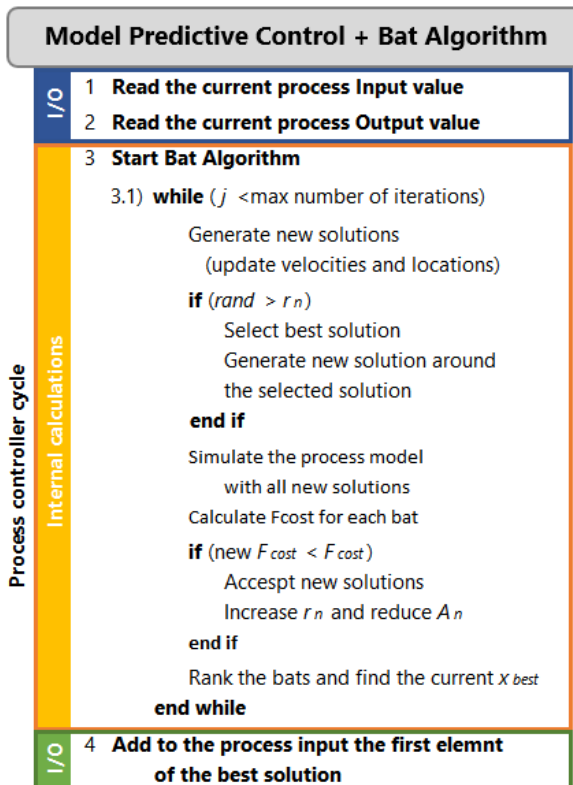 Model Predictive Control + Bat Algorithm
Process controller cycle
I/O
1 Read the current process Input value
2 Read the current process Output value
Internal calculations
3 Start Bat Algorithm
3.1) while ( j <max number of iterations)
Generate new solutions
(update velocities and locations)
if (rand > r n)
Select best solution
Generate new solution around
the selected solution
end if
Simulate the process model
with all new solutions
Calculate Fcost for each bat
if (new F cost < F cost)
Accespt new solutions
Increase r n and reduce A n
end if
Rank the bats and find the current x best
end while
I/O
4 Add to the process input the first elemnt
of the best solution